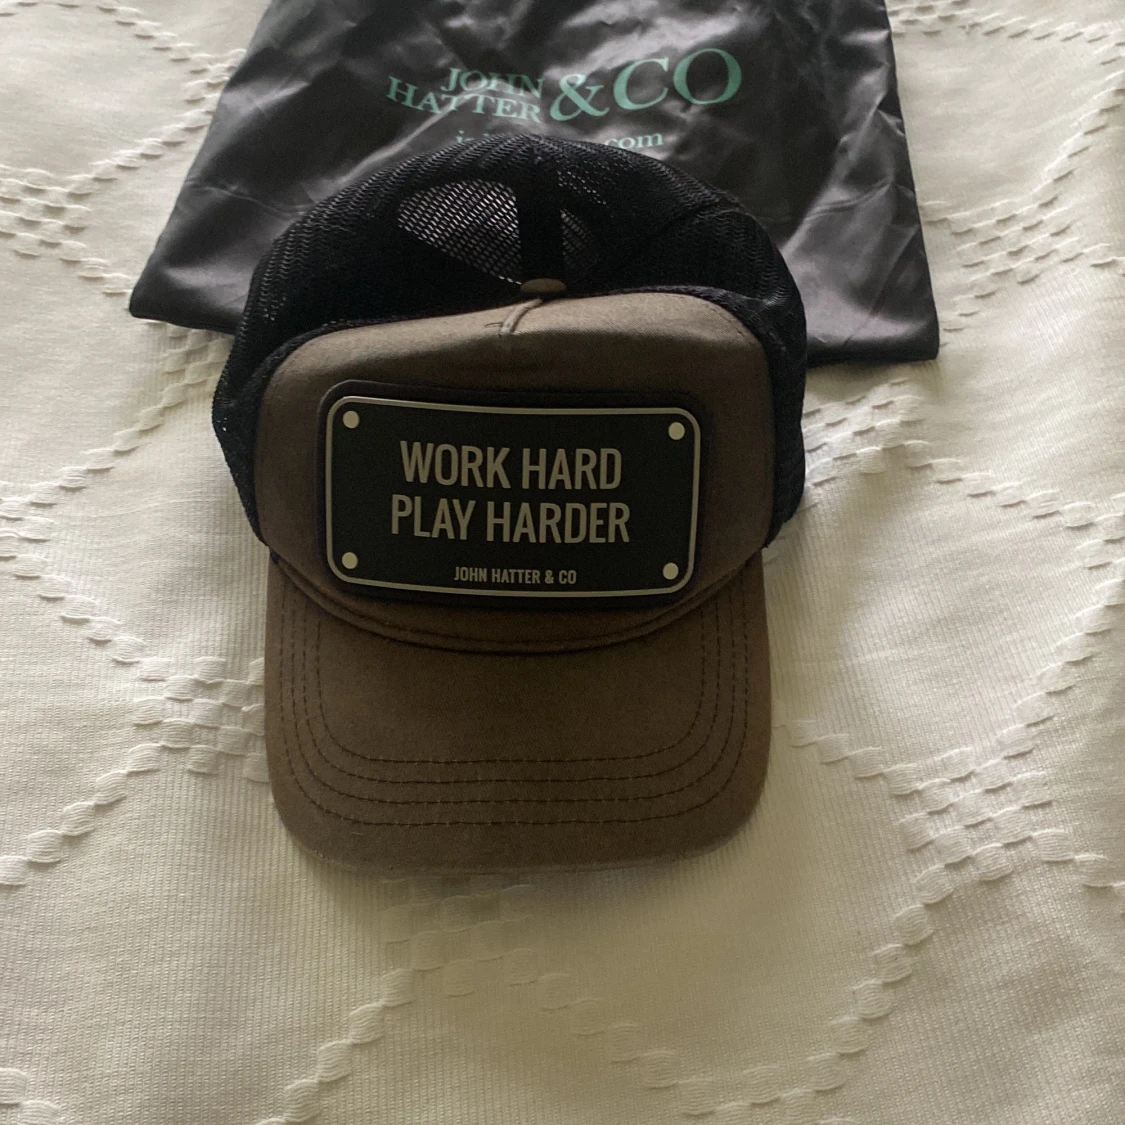 JOHN
HATTER & CO
WORK HARD
PLAY HARDER
JOHN HATTER & CO